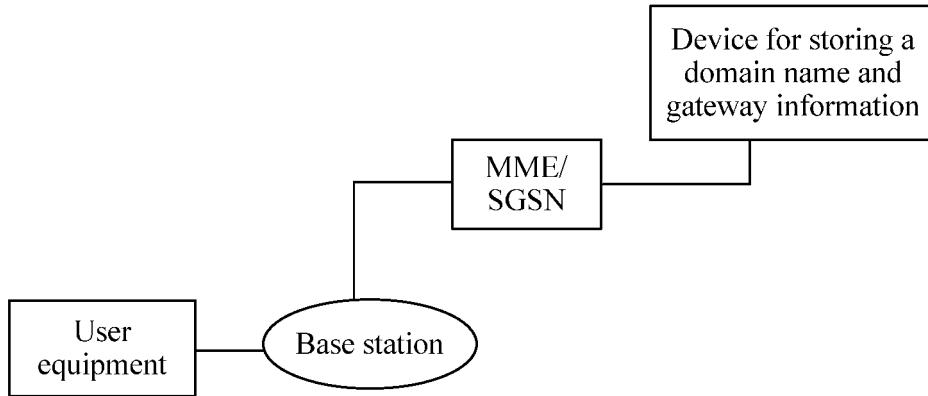 Device for storing a
domain name and
gateway information
MME/
SGSN
User
equipment
Base station